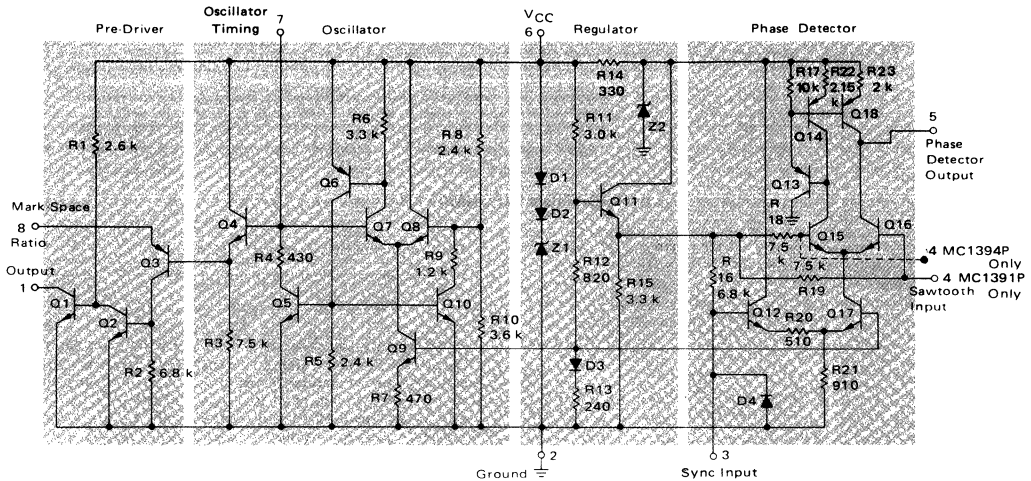 Pre-Driver
Oscillator
Timing
7
Oscillator
VCC
6
Regulator
Phase Detector
R1
2.6 k
R6
3.3 k
R8
2.4 k
R14
330
R11
3.0 k
Z2
R17
10 k
R22
2.15
k
R23
2 k
Q14
Q18
5
Phase
Detector
Output
Q6
D1
D2
Z1
Q11
Q13
R
18
7.5
k
Q15
Q16
Mark-Space
8
Ratio
Q3
Q4
Q7
Q8
R4
430
R9
1.2 k
R12
820
R15
3.3 k
R
16
6.8 k
7.5 k
R19
4 MC1394P
Only
4 MC1391P
Sawtooth
Input
Only
Output
1
Q1
Q2
Q5
Q10
Q12
R20
510
Q17
R2
6.8 k
R3
7.5 k
R5
2.4 k
Q9
R7
470
R10
3.6 k
D3
R13
240
D4
R21
910
2
Ground
3
Sync Input